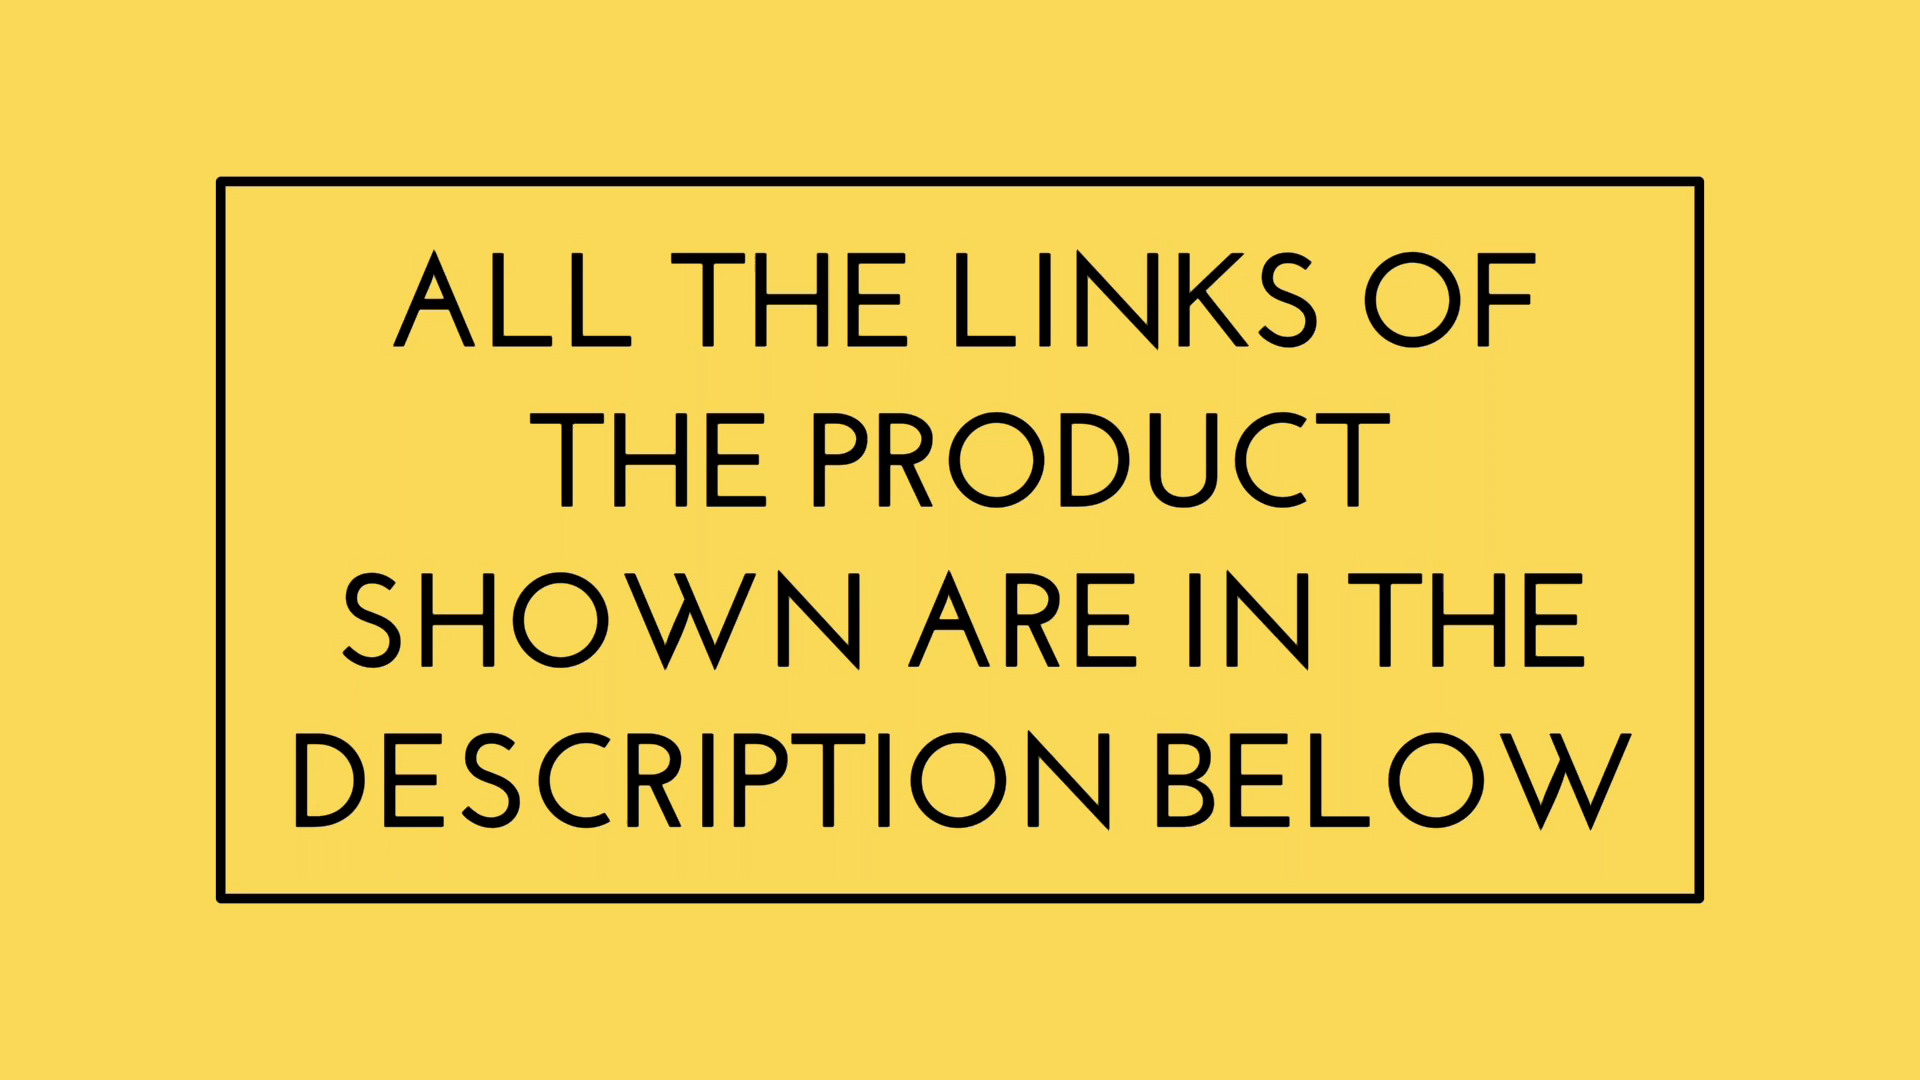 ALL THE LINKS OF
THE PRODUCT
SHOWN ARE IN THE
DESCRIPTION BELOW